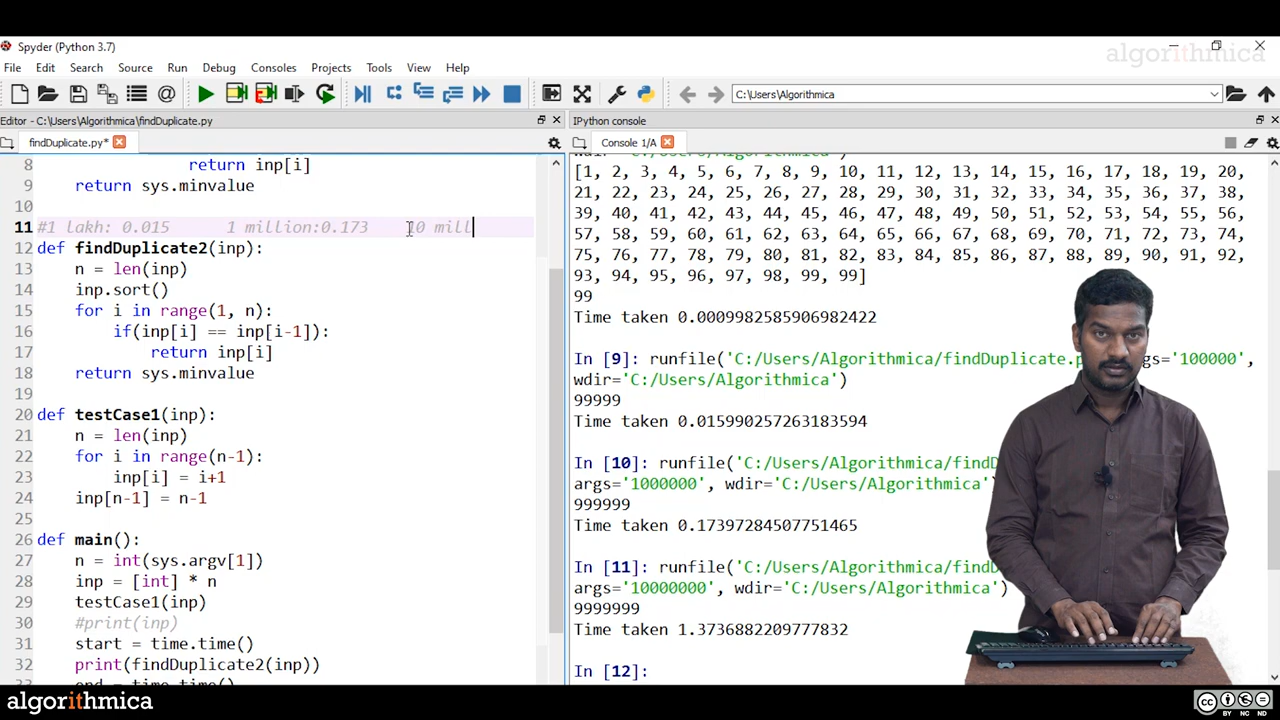 Spyder (Python 3.7)
algorithmica
File Edit Search Source Run Debug Consoles Projects Tools View Help
C:\Users\Algorithmica
Editor - C:\Users\Algorithmica\findDuplicate.py
IPython console
findDuplicate.py*
Console 1/A
8 return inp[i]
9 return sys.minvalue
10
11 #1 lakh: 0.015 1 million:0.173 10 mill
12 def findDuplicate2(inp):
13 n = len(inp)
14 inp.sort()
15 for i in range(1, n):
16 if(inp[i] == inp[i-1]):
17 return inp[i]
18 return sys.minvalue
19
20 def testCase1(inp):
21 n = len(inp)
22 for i in range(n-1):
23 inp[i] = i+1
24 inp[n-1] = n-1
25
26 def main():
27 n = int(sys.argv[1])
28 inp = [int] * n
29 testCase1(inp)
30 #print(inp)
31 start = time.time()
32 print(findDuplicate2(inp))
end = time.time()
wdir='C:/Users/Algorithmica')
[1, 2, 3, 4, 5, 6, 7, 8, 9, 10, 11, 12, 13, 14, 15, 16, 17, 18, 19, 20,
21, 22, 23, 24, 25, 26, 27, 28, 29, 30, 31, 32, 33, 34, 35, 36, 37, 38,
39, 40, 41, 42, 43, 44, 45, 46, 47, 48, 49, 50, 51, 52, 53, 54, 55, 56,
57, 58, 59, 60, 61, 62, 63, 64, 65, 66, 67, 68, 69, 70, 71, 72, 73, 74,
75, 76, 77, 78, 79, 80, 81, 82, 83, 84, 85, 86, 87, 88, 89, 90, 91, 92,
93, 94, 95, 96, 97, 98, 99, 99]
99
Time taken 0.0009982585906982422
In [9]: runfile('C:/Users/Algorithmica/findDuplicate.p gs='100000',
wdir='C:/Users/Algorithmica')
99999
Time taken 0.015990257263183594
In [10]: runfile('C:/Users/Algorithmica/findD
args='1000000', wdir='C:/Users/Algorithmica')
999999
Time taken 0.17397284507751465
In [11]: runfile('C:/Users/Algorithmica/findD
args='10000000', wdir='C:/Users/Algorithmica')
9999999
Time taken 1.3736882209777832
In [12]:
algorithmica
cc BY NC ND